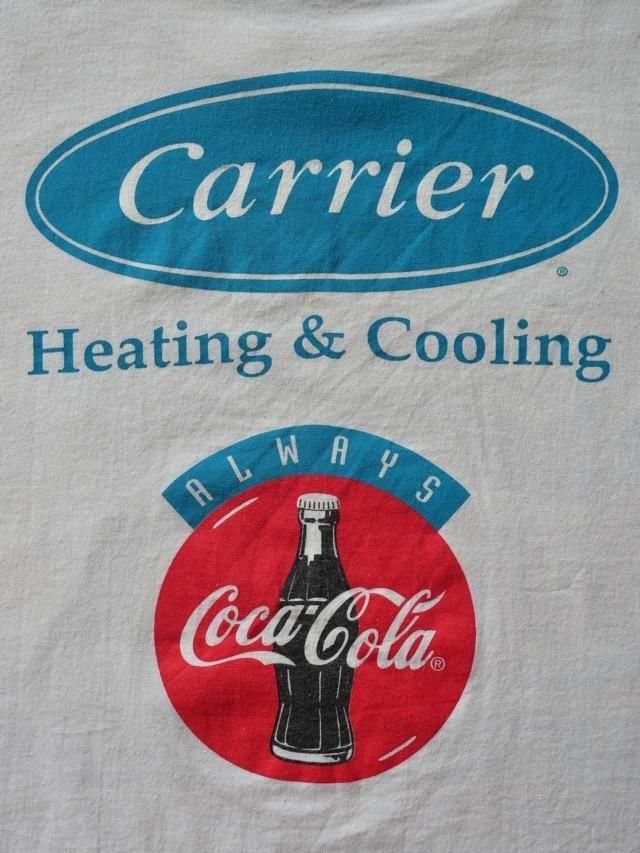 Carrier
®
Heating & Cooling
ALWAYS
Coca-Cola®